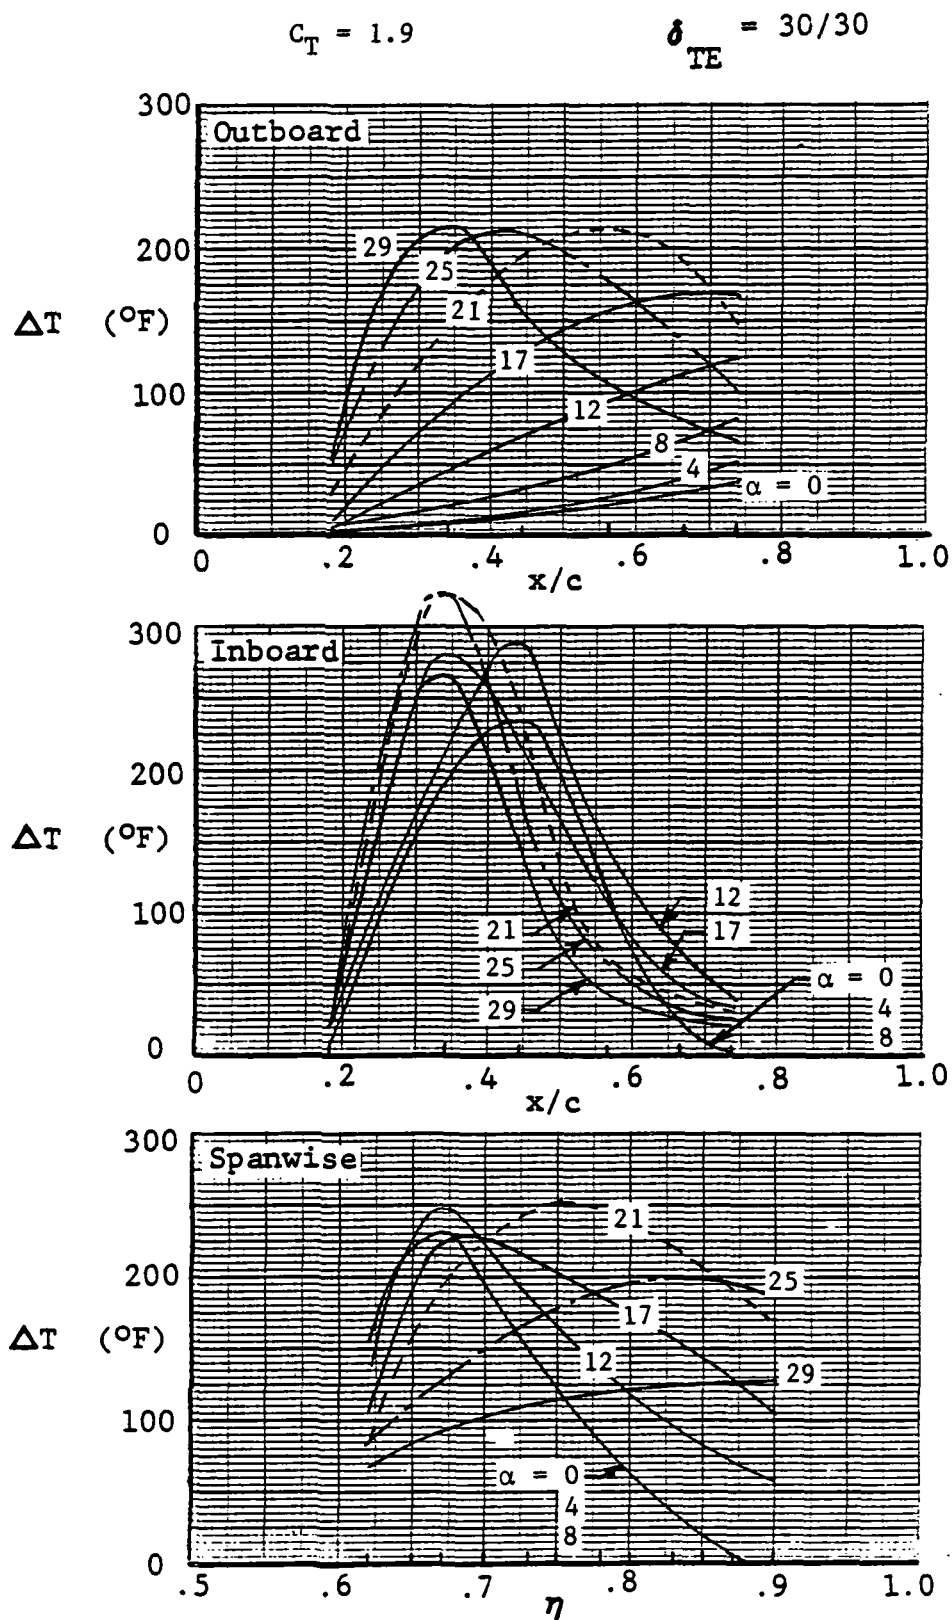 C_T = 1.9 δ_TE = 30/30
Outboard
300
200
100
0
ΔT (°F)
29
25
21
17
12
8
4
α = 0
0 .2 .4 .6 .8 1.0
x/c
Inboard
300
200
100
0
ΔT (°F)
12
17
21
25
29
α = 0
4
8
0 .2 .4 .6 .8 1.0
x/c
Spanwise
300
200
100
0
ΔT (°F)
21
25
17
12
29
α = 0
4
8
.5 .6 .7 .8 .9 1.0
η